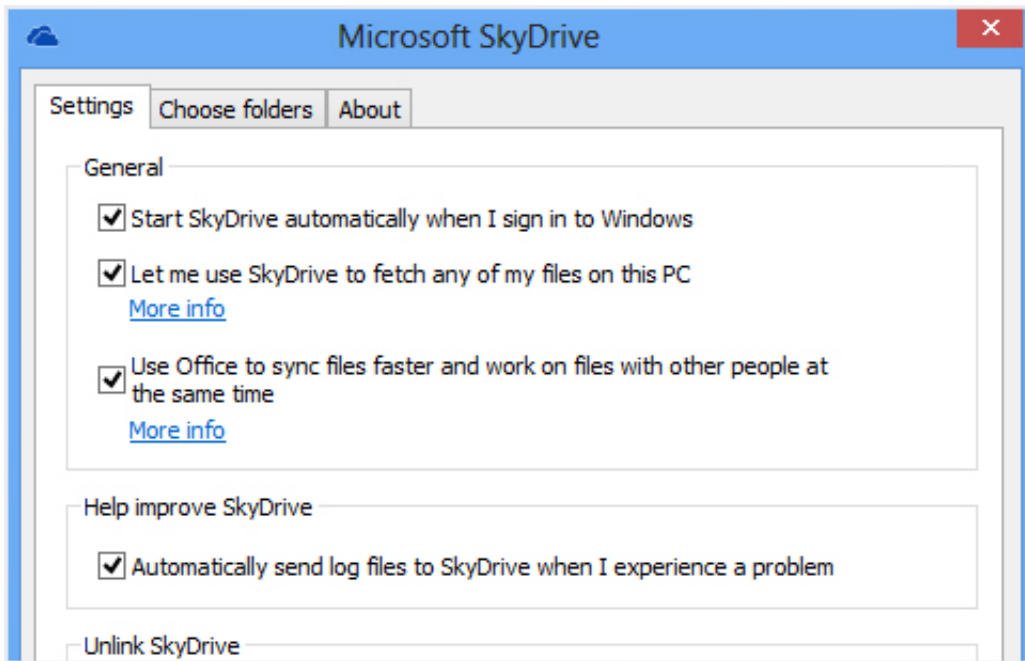 Microsoft SkyDrive
Settings
Choose folders
About
General
Start SkyDrive automatically when I sign in to Windows
Let me use SkyDrive to fetch any of my files on this PC
More info
Use Office to sync files faster and work on files with other people at
the same time
More info
Help improve SkyDrive
Automatically send log files to SkyDrive when I experience a problem
Unlink SkyDrive